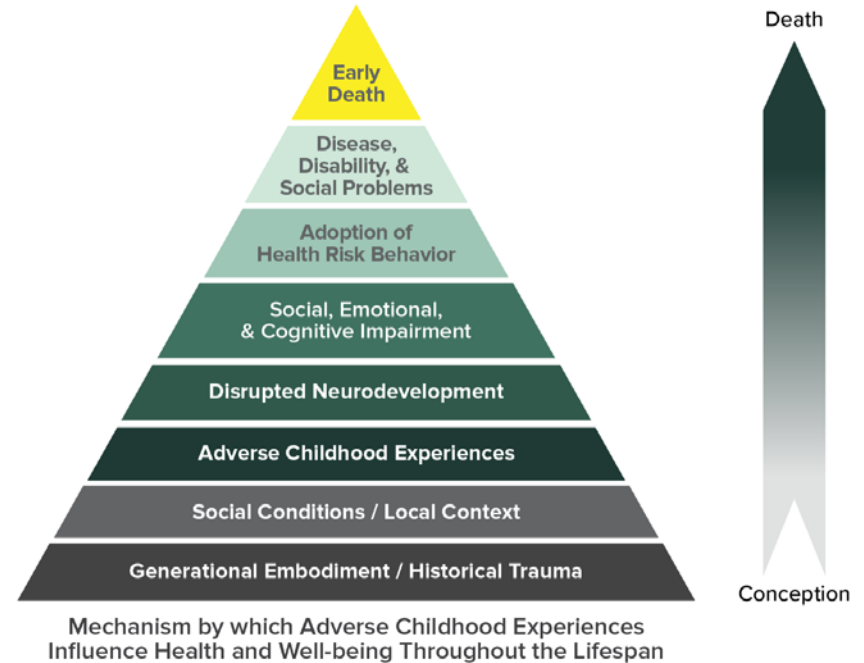 Death
Early
Death
Disease,
Disability, &
Social Problems
Adoption of
Health Risk Behavior
Social, Emotional,
& Cognitive Impairment
Disrupted Neurodevelopment
Adverse Childhood Experiences
Social Conditions / Local Context
Generational Embodiment / Historical Trauma
Conception
Mechanism by which Adverse Childhood Experiences
Influence Health and Well-being Throughout the Lifespan